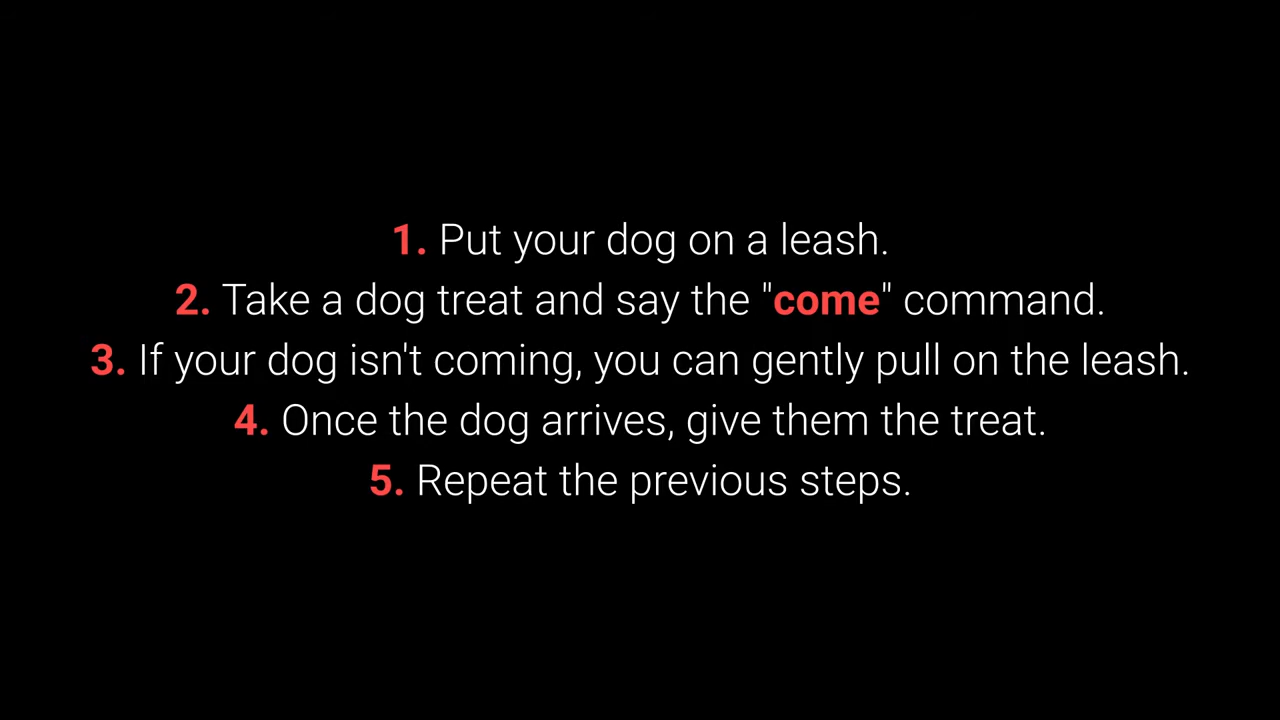 1. Put your dog on a leash.
2. Take a dog treat and say the "come" command.
3. If your dog isn't coming, you can gently pull on the leash.
4. Once the dog arrives, give them the treat.
5. Repeat the previous steps.